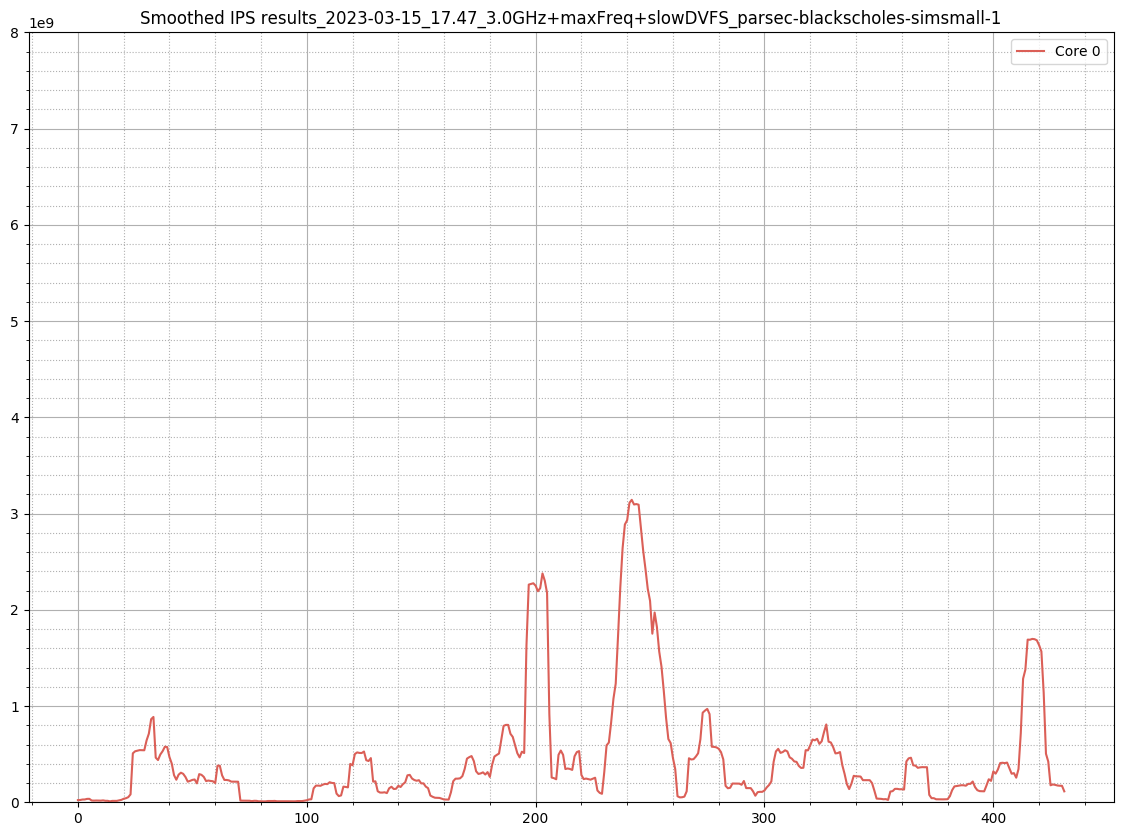 Smoothed IPS results_2023-03-15_17.47_3.0GHz+maxFreq+slowDVFS_parsec-blackscholes-simsmall-1
1e9
Core 0
8
7
6
5
4
3
2
1
0
0 100 200 300 400